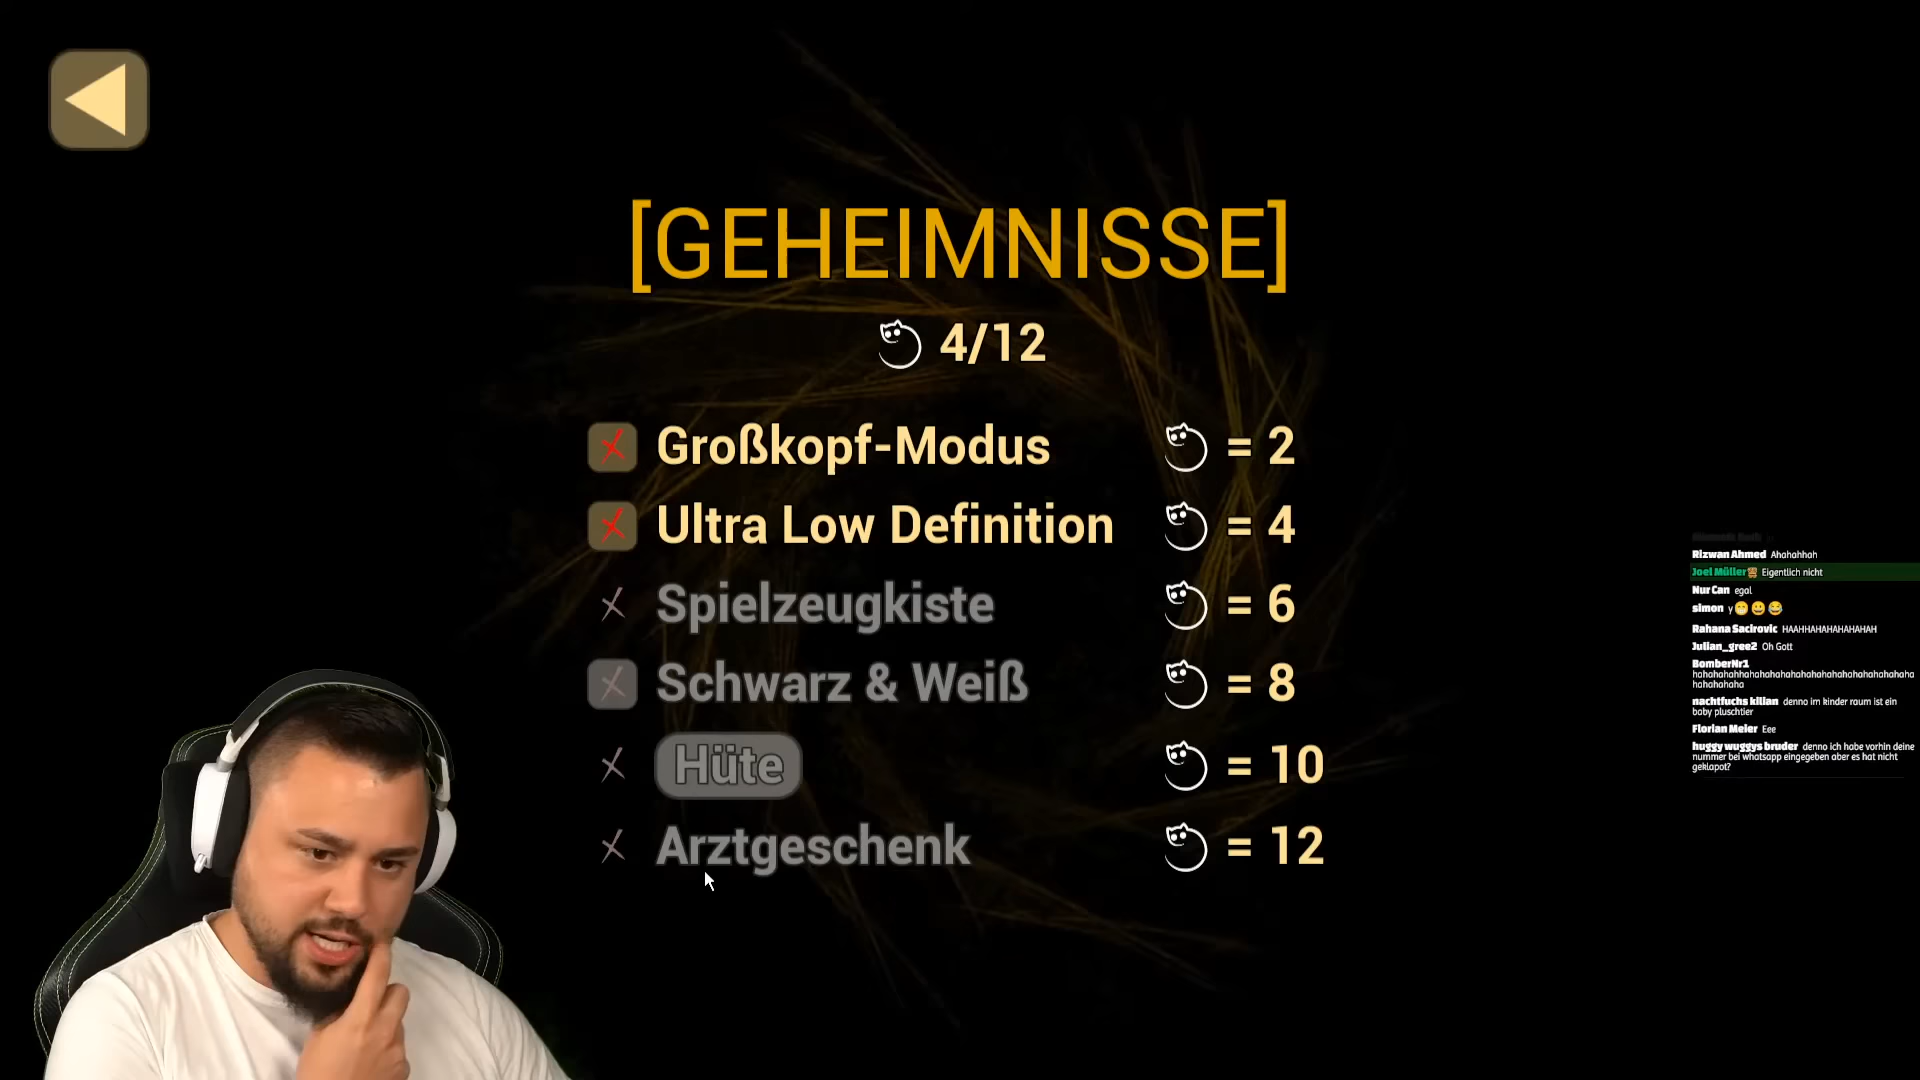 [GEHEIMNISSE]
4/12
Großkopf-Modus = 2
Ultra Low Definition = 4
Spielzeugkiste = 6
Schwarz & Weiß = 8
Hüte = 10
Arztgeschenk = 12
Rizwan Ahmed Ahahahhah
Joel Müller Eigentlich nicht
Nur Can egal
simon y
Rahana Sacirovic HAAHHAHAHAHAHAH
Julian_gree2 Oh Gott
BomberNr1
nachtfuchs kilian denno im kinder raum ist ein
baby pluschtier
Florian Meier Eee
huggy wuggys bruder denno ich habe vorhin deine
nummer bei whatsapp eingegeben aber es hat nicht
geklapot?